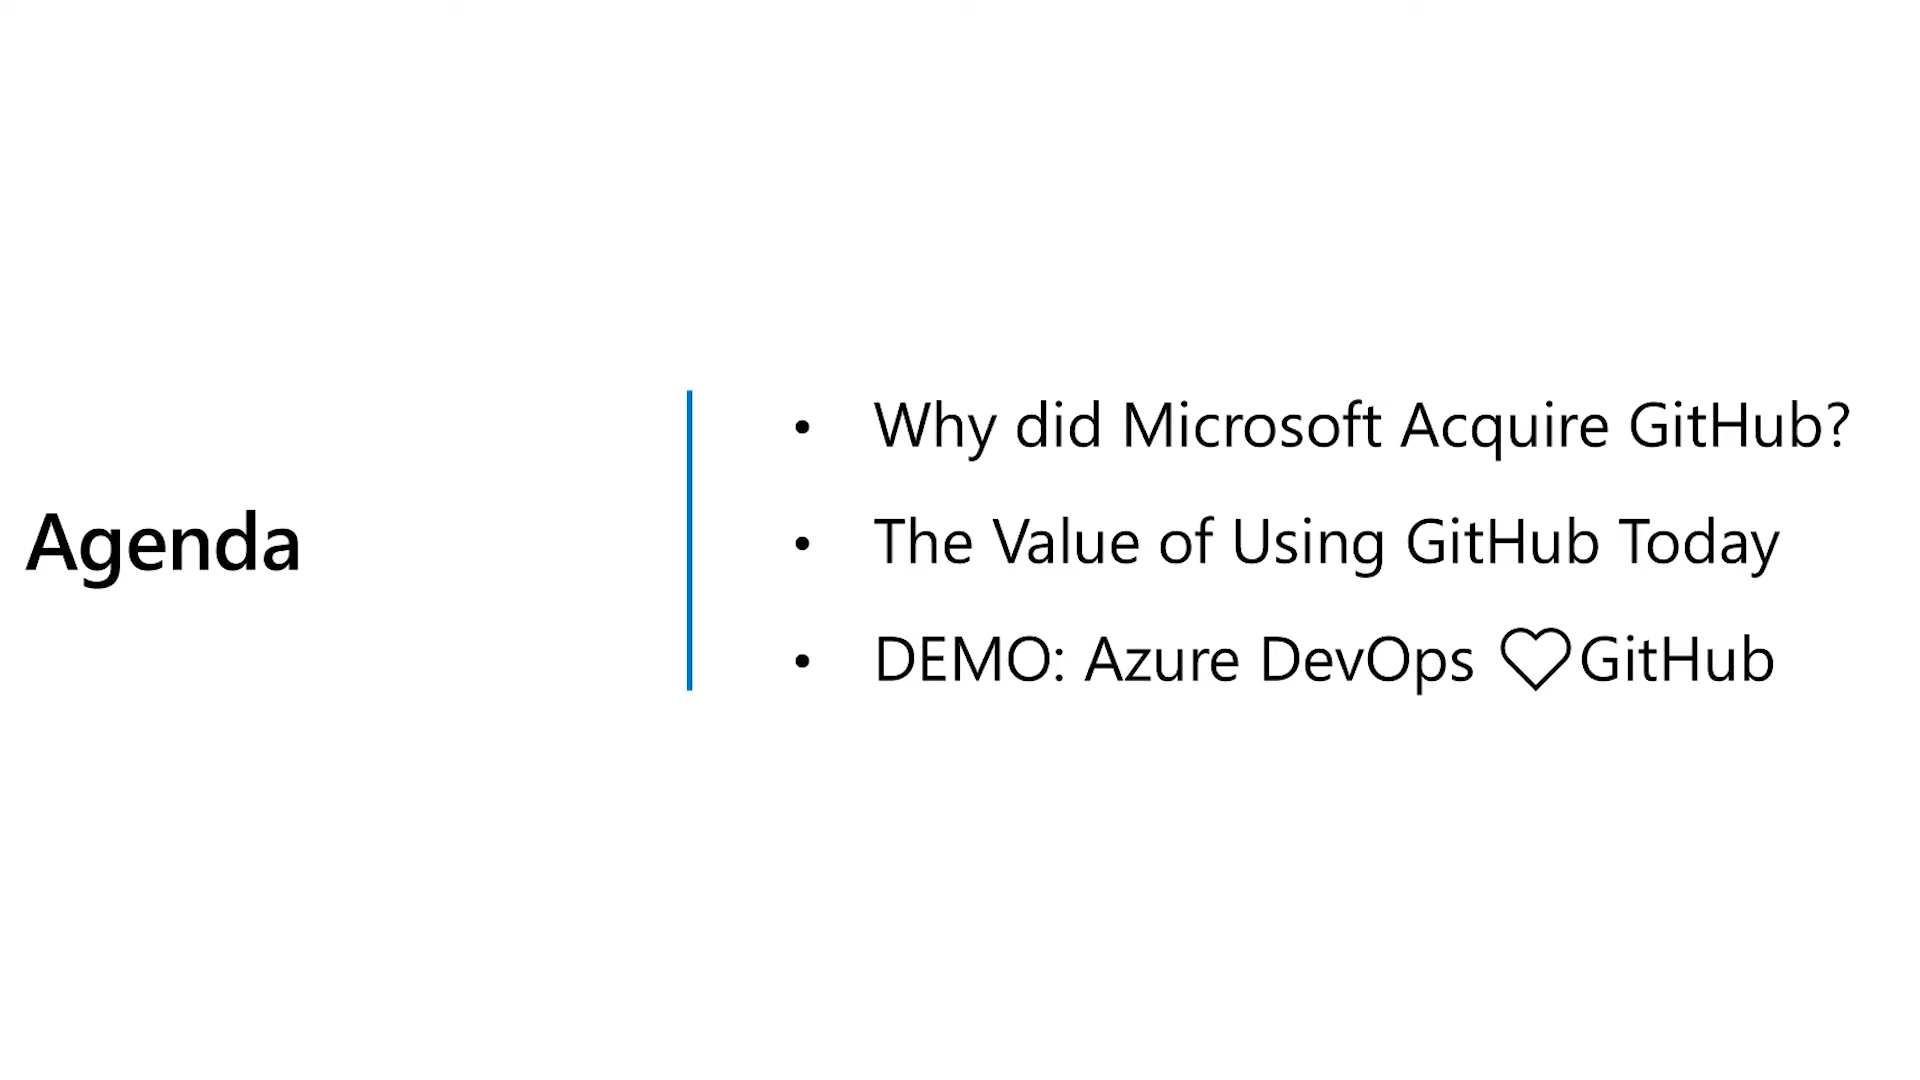 Agenda
• Why did Microsoft Acquire GitHub?
• The Value of Using GitHub Today
• DEMO: Azure DevOps ♡ GitHub